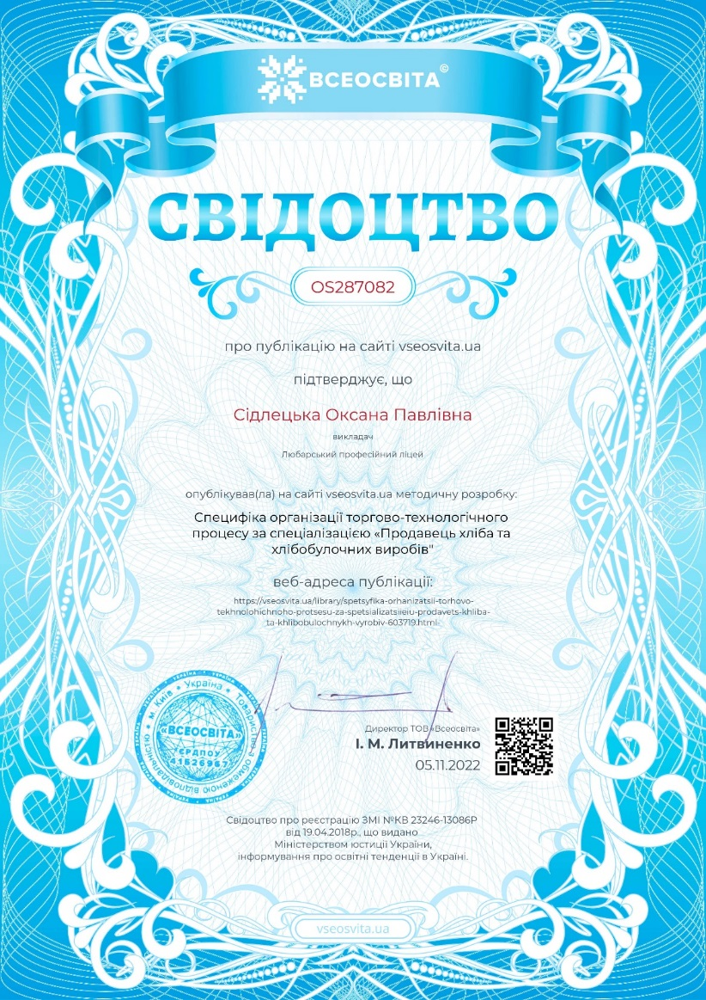 ВСЕОСВІТА©
СВІДОЦТВО
OS287082
про публікацію на сайті vseosvita.ua
підтверджує, що
Сідлецька Оксана Павлівна
викладач
Любарський професійний ліцей
опублікував(ла) на сайті vseosvita.ua методичну розробку:
Специфіка організації торгово-технологічного
процесу за спеціалізацією «Продавець хліба та
хлібобулочних виробів"
веб-адреса публікації:
https://vseosvita.ua/library/spetsyfika-orhanizatsii-torhovo-
tekhnolohichnoho-protsesu-za-spetsializatsiieiu-prodavets-khliba-
ta-khlibobulochnykh-vyrobiv-603719.html
Україна * Товариство з обмеженою відповідальністю * м. Київ *
«ВСЕОСВІТА»
ЄРДПОУ
41526967
Директор ТОВ «Всеосвіта»
І. М. Литвиненко
05.11.2022
Свідоцтво про реєстрацію ЗМІ №КВ 23246-13086Р
від 19.04.2018р., що видано
Міністерством юстиції України,
інформування про освітні тенденції в Україні.
vseosvita.ua